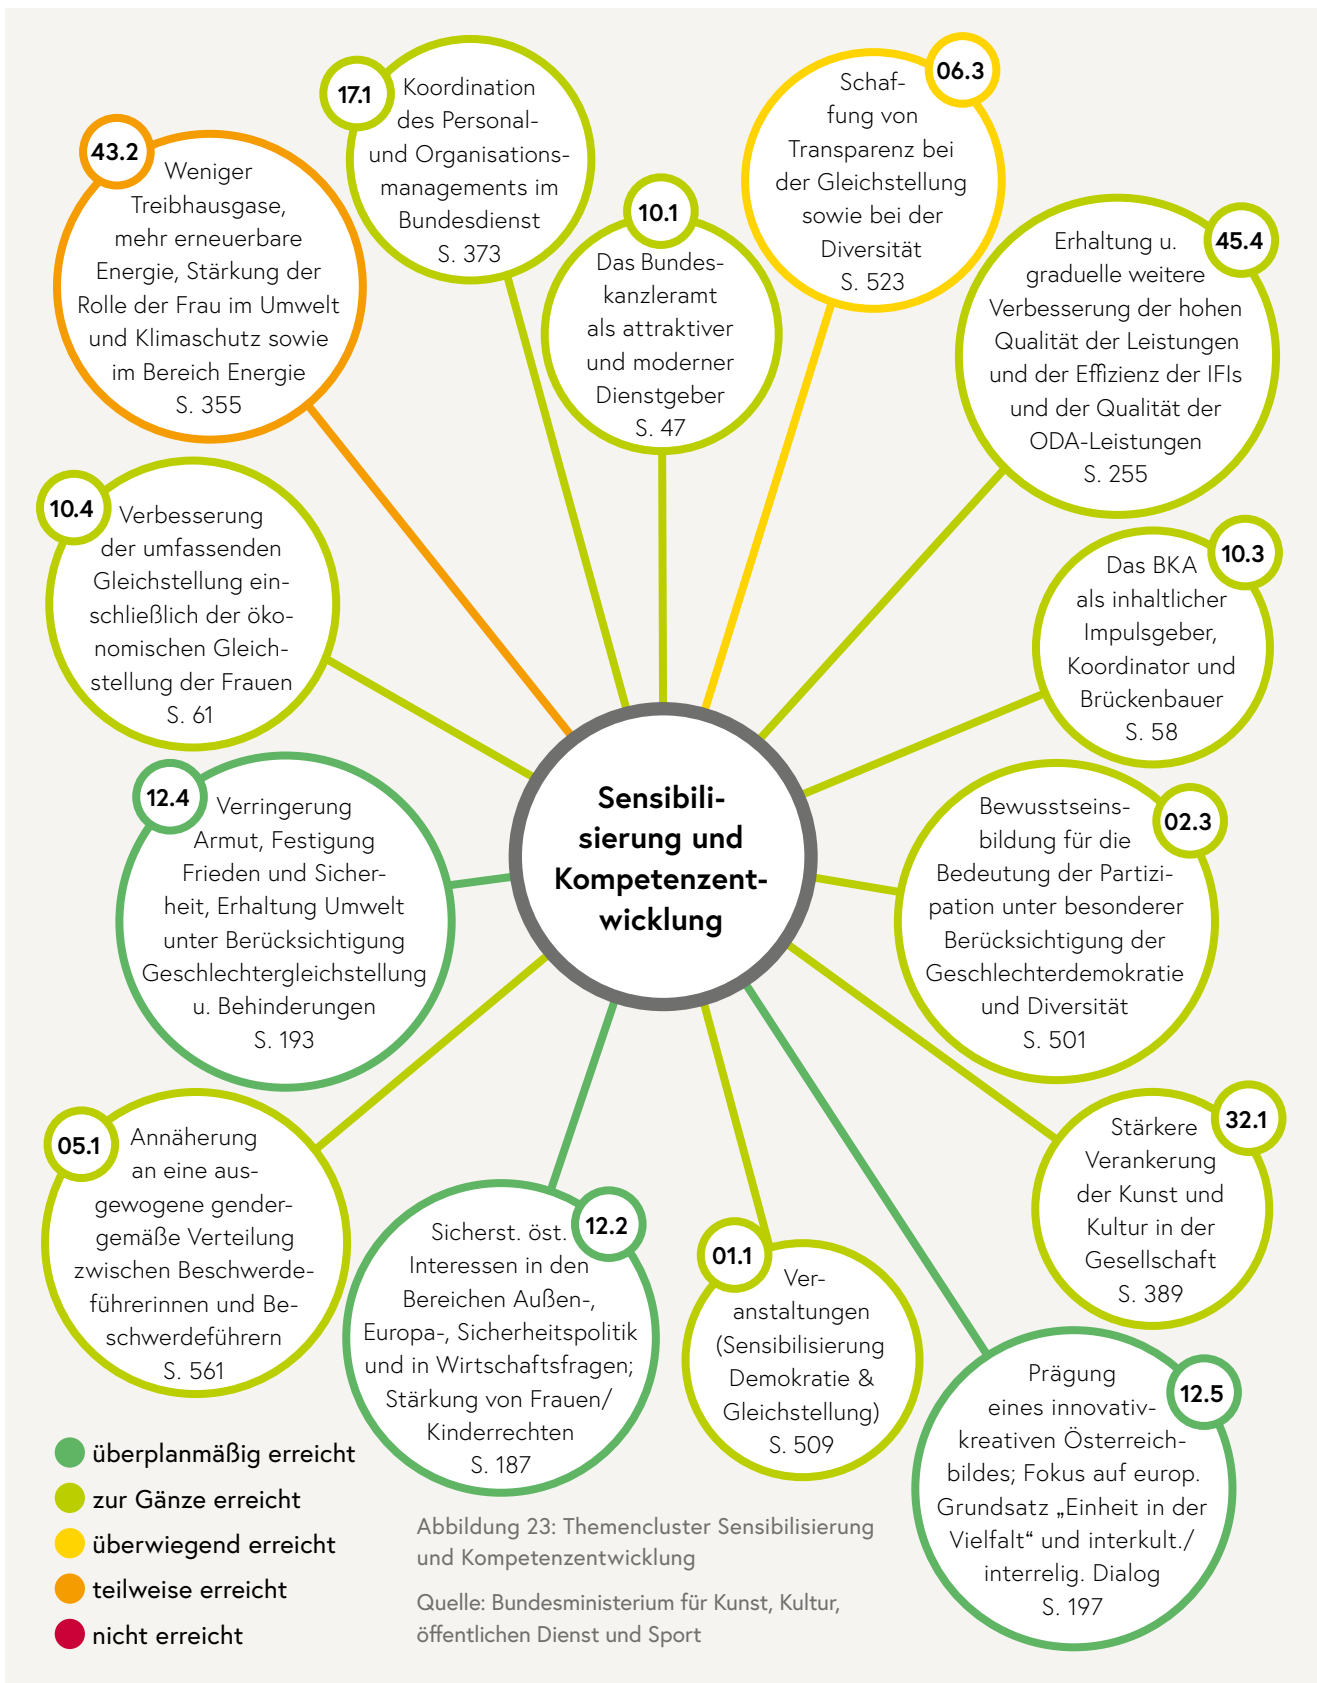 43.2
Weniger
Treibhausgase,
mehr erneuerbare
Energie, Stärkung der
Rolle der Frau im Umwelt
und Klimaschutz sowie
im Bereich Energie
S. 355
17.1
Koordination
des Personal-
und Organisations-
managements im
Bundesdienst
S. 373
10.1
Das Bundes-
kanzleramt
als attraktiver
und moderner
Dienstgeber
S. 47
06.3
Schaf-
fung von
Transparenz bei
der Gleichstellung
sowie bei der
Diversität
S. 523
45.4
Erhaltung u.
graduelle weitere
Verbesserung der hohen
Qualität der Leistungen
und der Effizienz der IFIs
und der Qualität der
ODA-Leistungen
S. 255
10.4
Verbesserung
der umfassenden
Gleichstellung ein-
schließlich der öko-
nomischen Gleich-
stellung der Frauen
S. 61
10.3
Das BKA
als inhaltlicher
Impulsgeber,
Koordinator und
Brückenbauer
S. 58
12.4
Verringerung
Armut, Festigung
Frieden und Sicher-
heit, Erhaltung Umwelt
unter Berücksichtigung
Geschlechtergleichstellung
u. Behinderungen
S. 193
Sensibili-
sierung und
Kompetenzent-
wicklung
02.3
Bewusstseins-
bildung für die
Bedeutung der Partizi-
pation unter besonderer
Berücksichtigung der
Geschlechterdemokratie
und Diversität
S. 501
05.1
Annäherung
an eine aus-
gewogene gender-
gemäße Verteilung
zwischen Beschwerde-
führerinnen und Be-
schwerdeführern
S. 561
12.2
Sicherst. öst.
Interessen in den
Bereichen Außen-,
Europa-, Sicherheitspolitik
und in Wirtschaftsfragen;
Stärkung von Frauen/
Kinderrechten
S. 187
01.1
Ver-
anstaltungen
(Sensibilisierung
Demokratie &
Gleichstellung)
S. 509
32.1
Stärkere
Verankerung
der Kunst und
Kultur in der
Gesellschaft
S. 389
12.5
Prägung
eines innovativ-
kreativen Österreich-
bildes; Fokus auf europ.
Grundsatz „Einheit in der
Vielfalt“ und interkult./
interrelig. Dialog
S. 197
überplanmäßig erreicht
zur Gänze erreicht
überwiegend erreicht
teilweise erreicht
nicht erreicht
Abbildung 23: Themencluster Sensibilisierung
und Kompetenzentwicklung
Quelle: Bundesministerium für Kunst, Kultur,
öffentlichen Dienst und Sport